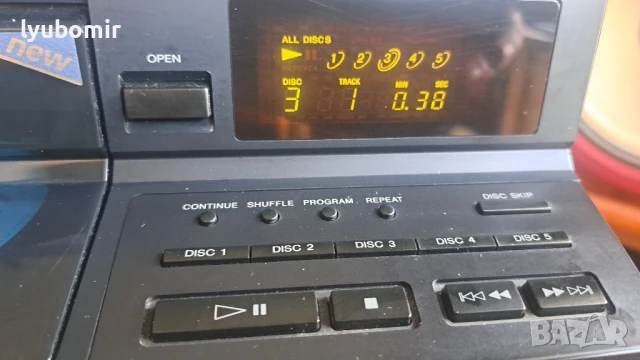 lyubomir
new
OPEN
ALL DISCS
1 2 3 4 5
DISC TRACK MIN SEC
3 1 0.38
CONTINUE SHUFFLE PROGRAM REPEAT
DISC SKIP
DISC 1 DISC 2 DISC 3 DISC 4 DISC 5
BAZAR